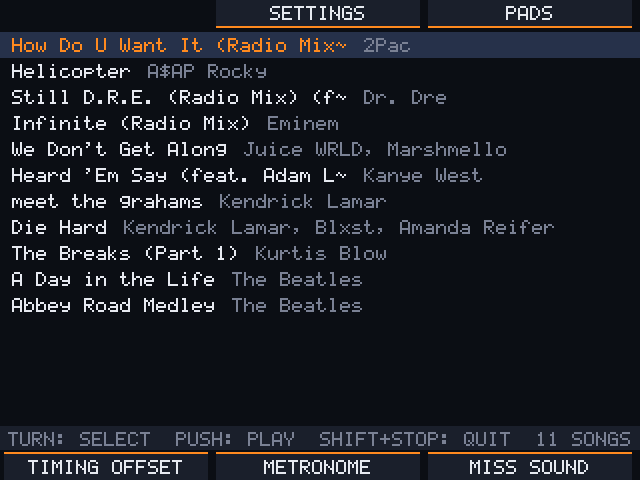 SETTINGS PADS
How Do U Want It (Radio Mix~ 2Pac
Helicopter A$AP Rocky
Still D.R.E. (Radio Mix) (f~ Dr. Dre
Infinite (Radio Mix) Eminem
We Don't Get Along Juice WRLD, Marshmello
Heard 'Em Say (feat. Adam L~ Kanye West
meet the grahams Kendrick Lamar
Die Hard Kendrick Lamar, Blxst, Amanda Reifer
The Breaks (Part 1) Kurtis Blow
A Day in the Life The Beatles
Abbey Road Medley The Beatles
TURN: SELECT PUSH: PLAY SHIFT+STOP: QUIT 11 SONGS
TIMING OFFSET METRONOME MISS SOUND